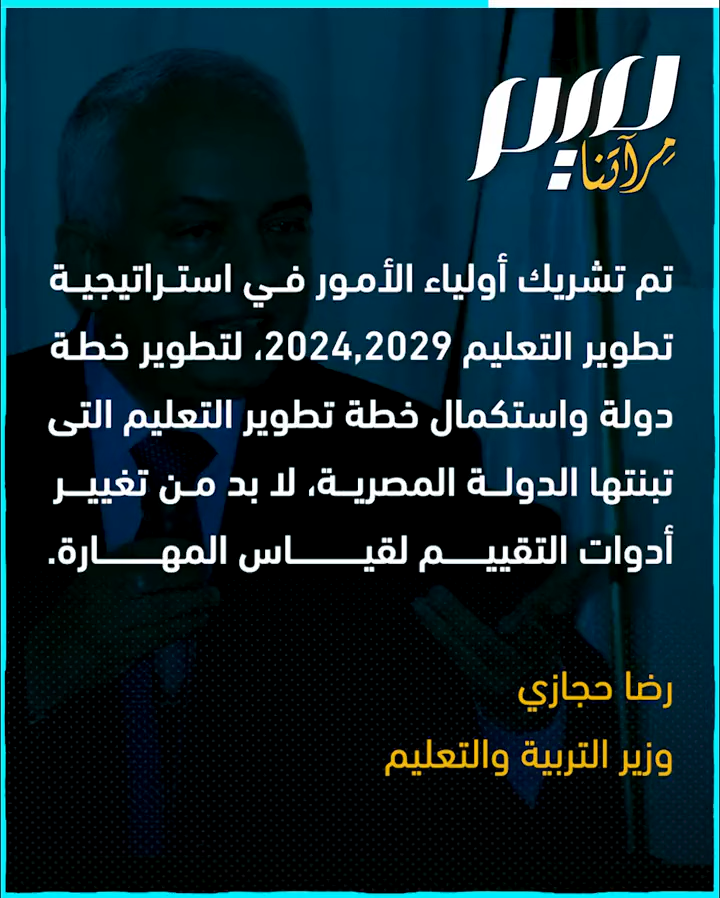 مرآتنا
تم تشريك أولياء الأمور في استراتيجية
تطوير التعليم 2024,2029، لتطوير خطة
دولة واستكمال خطة تطوير التعليم التى
تبنتها الدولة المصرية، لا بد من تغيير
أدوات التقييم لقياس المهارة.
رضا حجازي
وزير التربية والتعليم